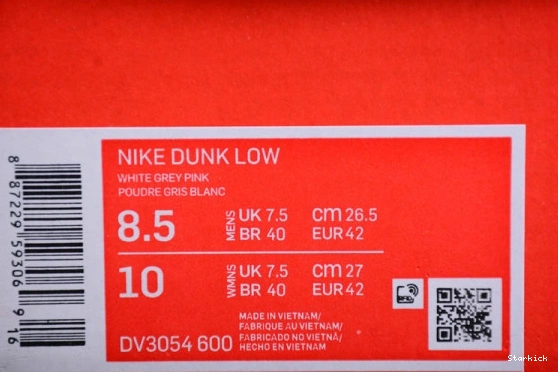 NIKE DUNK LOW
WHITE GREY PINK
POUDRE GRIS BLANC
8.5 MENS UK 7.5 cm 26.5
BR 40 EUR 42
10 WMNS UK 7.5 cm 27
BR 40 EUR 42
DV3054 600
MADE IN VIETNAM/
FABRIQUE AU VIETNAM/
FABRICADO NO VIETNÃ/
HECHO EN VIETNAM
8 87229 59306 9 16
Starkick